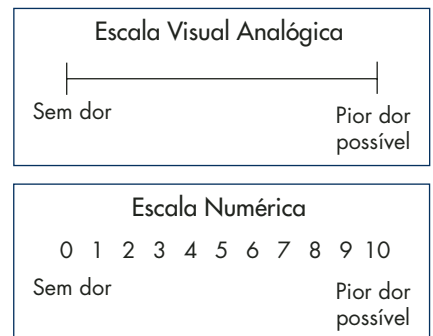 Escala Visual Analógica
Sem dor
Pior dor
possível
Escala Numérica
0 1 2 3 4 5 6 7 8 9 10
Sem dor
Pior dor
possível